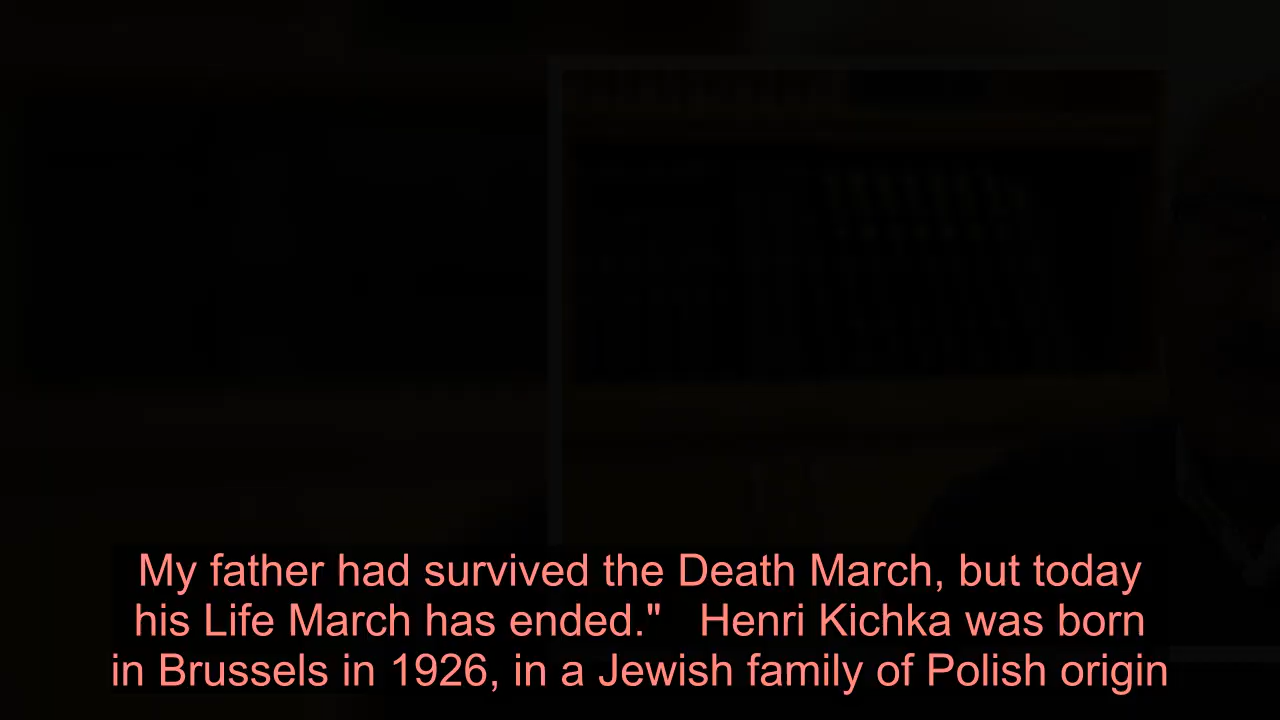 My father had survived the Death March, but today
his Life March has ended."   Henri Kichka was born
in Brussels in 1926, in a Jewish family of Polish origin